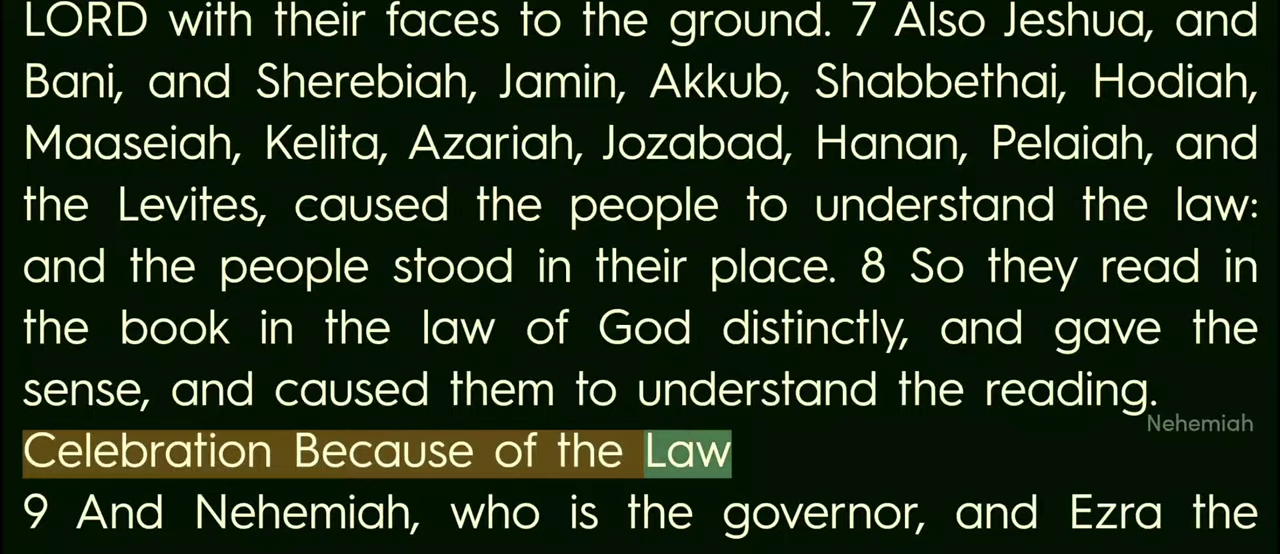 LORD with their faces to the ground. 7 Also Jeshua, and
Bani, and Sherebiah, Jamin, Akkub, Shabbethai, Hodiah,
Maaseiah, Kelita, Azariah, Jozabad, Hanan, Pelaiah, and
the Levites, caused the people to understand the law:
and the people stood in their place. 8 So they read in
the book in the law of God distinctly, and gave the
sense, and caused them to understand the reading.
Nehemiah
Celebration Because of the Law
9 And Nehemiah, who is the governor, and Ezra the